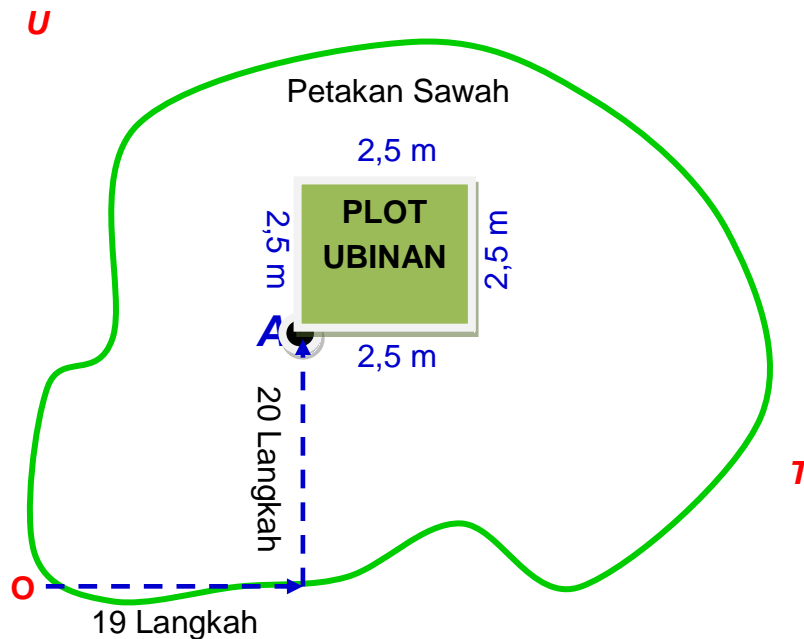 U
Petakan Sawah
2,5 m
PLOT
UBINAN
2,5 m
2,5 m
A
2,5 m
20 Langkah
T
O
19 Langkah